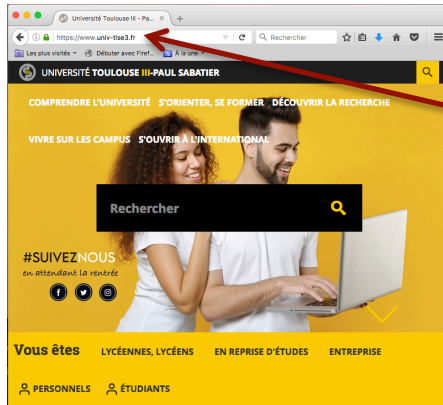 Université Toulouse III - Pa...
https://www.univ-tlse3.fr
Rechercher
Les plus visités
Débuter avec Firef...
À la une
UNIVERSITÉ TOULOUSE III-PAUL SABATIER
COMPRENDRE L'UNIVERSITÉ S'ORIENTER, SE FORMER DÉCOUVRIR LA RECHERCHE
VIVRE SUR LES CAMPUS S'OUVRIR À L'INTERNATIONAL
Rechercher
#SUIVEZNOUS
en attendant la rentrée
Vous êtes LYCÉENNES, LYCÉENS EN REPRISE D'ÉTUDES ENTREPRISE
PERSONNELS ÉTUDIANTS